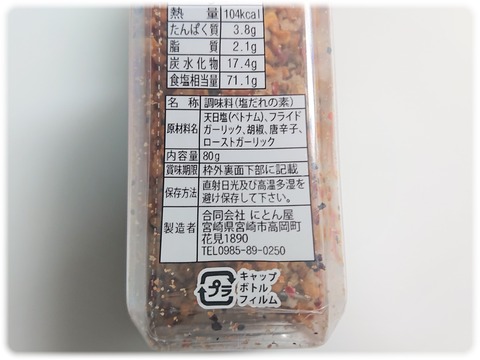 熱量 104kcal
たんぱく質 3.8g
脂質 2.1g
炭水化物 17.4g
食塩相当量 71.1g
名称 調味料(塩だれの素)
原材料名 天日塩(ベトナム)、フライド
ガーリック、胡椒、唐辛子、
ローストガーリック
内容量 80g
賞味期限 枠外裏面下部に記載
保存方法 直射日光及び高温多湿を
避け保存して下さい。
製造者 合同会社 にとん屋
宮崎県宮崎市高岡町
花見1890
TEL0985-89-0250
プラ
キャップ
ボトル
フィルム